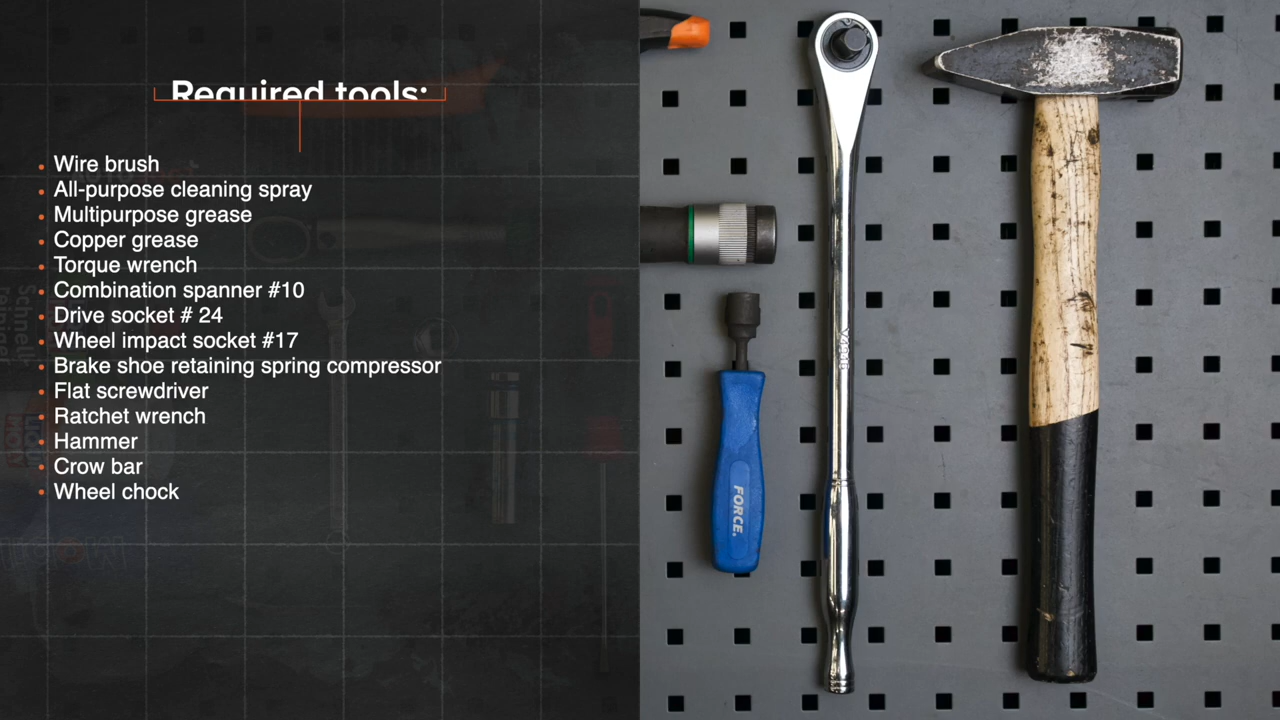 Required tools:
Wire brush
All-purpose cleaning spray
Multipurpose grease
Copper grease
Torque wrench
Combination spanner #10
Drive socket # 24
Wheel impact socket #17
Brake shoe retaining spring compressor
Flat screwdriver
Ratchet wrench
Hammer
Crow bar
Wheel chock
FORCE.